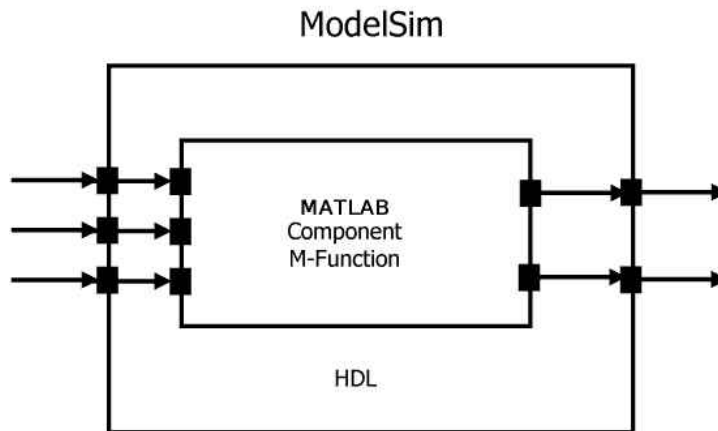 ModelSim
MATLAB
Component
M-Function
HDL